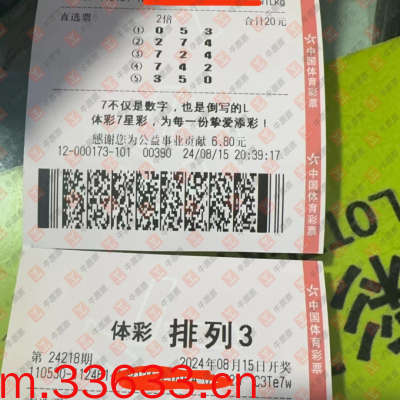 直选票 2倍 合计20元
① 0 5 3
② 2 7 4
③ 7 2 4
④ 7 4 2
⑤ 3 5 0
7不仅是数字，也是倒写的L
体彩7星彩，为每一份挚爱添彩！
感谢您为公益事业贡献 6.80元
12-000173-101 00390 24/08/15 20:39:17
中国体育彩票
中国体育彩票
体彩 排列3
第 24218期 2024年08月15日开奖
中国体育彩票
m.33633.cn